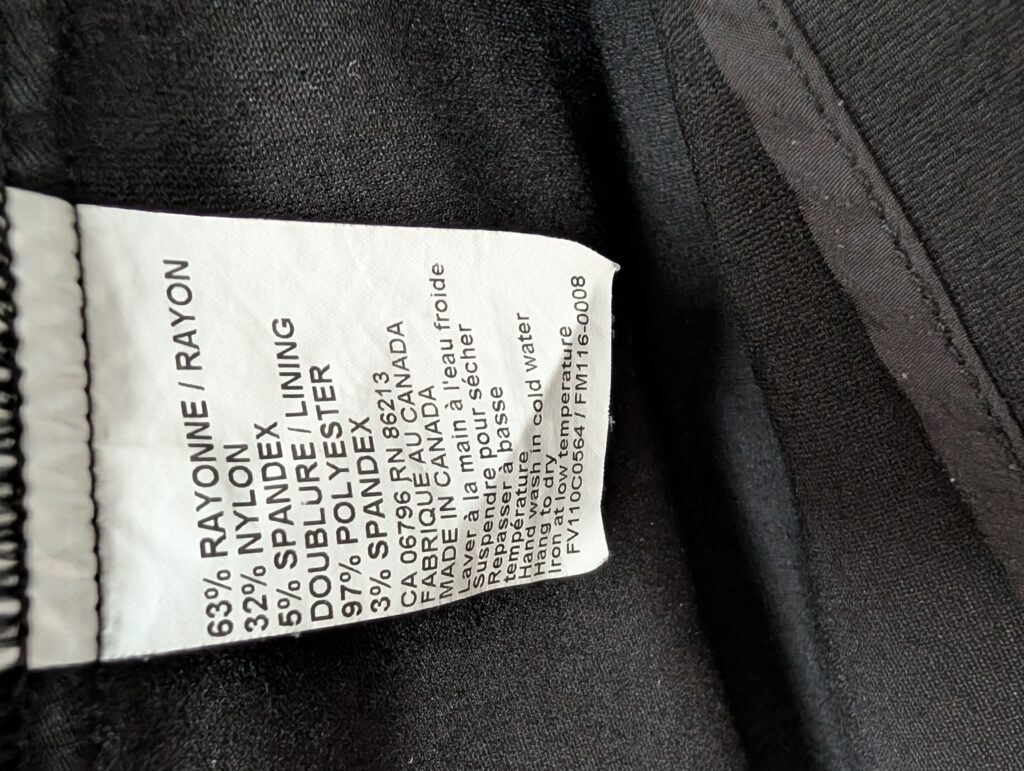 63% RAYONNE / RAYON
32% NYLON
5% SPANDEX
DOUBLURE / LINING
97% POLYESTER
3% SPANDEX
CA 06796 RN 86213
FABRIQUE AU CANADA
MADE IN CANADA
Laver à la main à l'eau froide
Suspendre pour sécher
Repasser à basse
température
Hand wash in cold water
Hang to dry
Iron at low temperature
FV110C0564 / FM116-0008